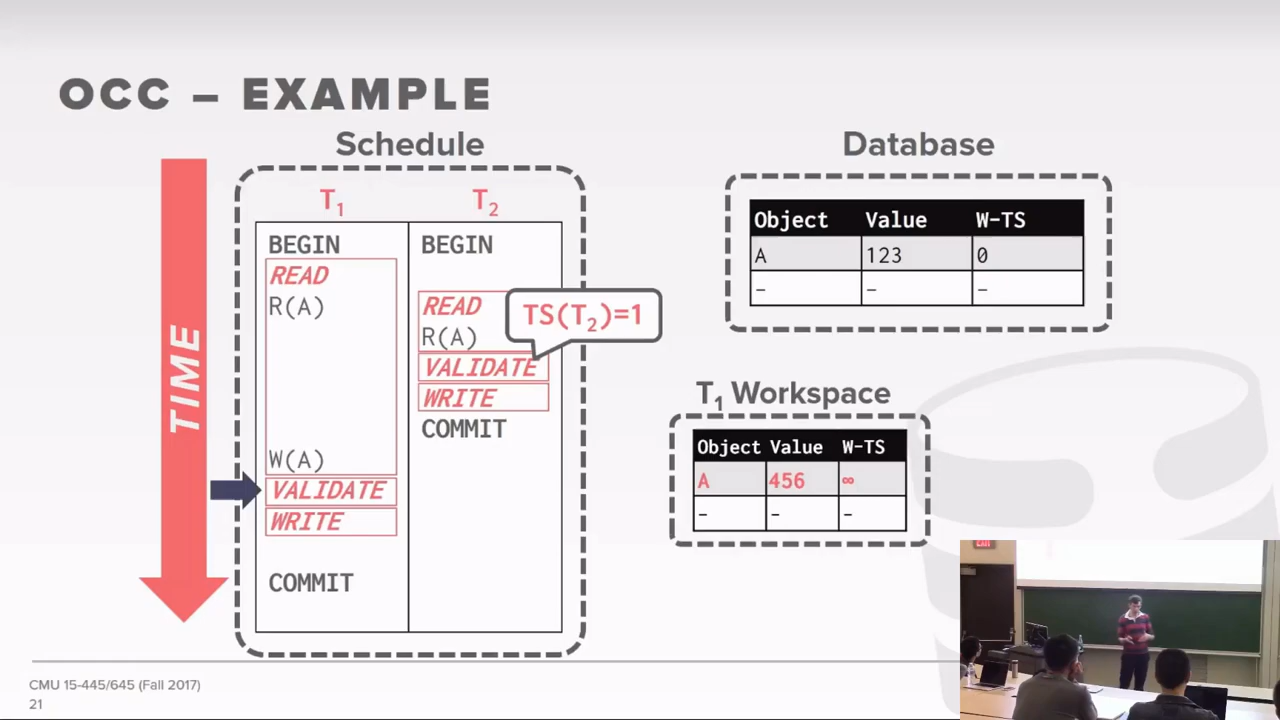 OCC – EXAMPLE
Schedule
T1 T2
BEGIN BEGIN
READ
R(A) READ
R(A)
VALIDATE
WRITE
COMMIT
W(A)
VALIDATE
WRITE
COMMIT
TIME
TS(T2)=1
Database
Object Value W-TS
A 123 0
– – –
T1 Workspace
Object Value W-TS
A 456 ∞
– – –
CMU 15-445/645 (Fall 2017)
21
EXIT